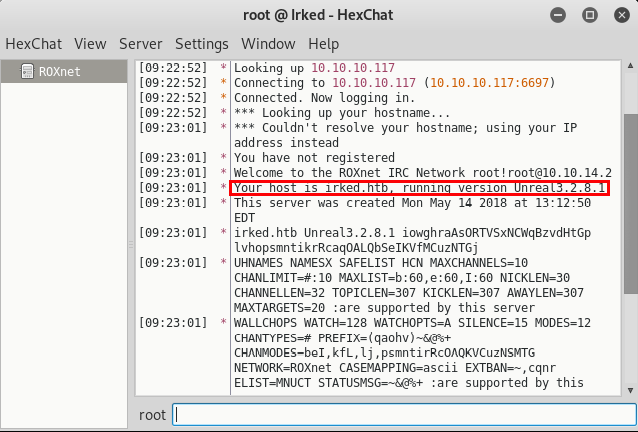 root @ Irked - HexChat
HexChat View Server Settings Window Help
ROXnet
[09:22:52] * Looking up 10.10.10.117
[09:22:52] * Connecting to 10.10.10.117 (10.10.10.117:6697)
[09:22:52] * Connected. Now logging in.
[09:22:52] * *** Looking up your hostname...
[09:23:01] * *** Couldn't resolve your hostname; using your IP
address instead
[09:23:01] * You have not registered
[09:23:01] * Welcome to the ROXnet IRC Network root!root@10.10.14.2
[09:23:01] * Your host is irked.htb, running version Unreal3.2.8.1
[09:23:01] * This server was created Mon May 14 2018 at 13:12:50
EDT
[09:23:01] * irked.htb Unreal3.2.8.1 iowghraAsORTVSxNCWqBzvdHtGp
lvhopsmntikrRcaqOALQbSeIKVfMCuzNTGj
[09:23:01] * UHNAMES NAMESX SAFELIST HCN MAXCHANNELS=10
CHANLIMIT=#:10 MAXLIST=b:60,e:60,I:60 NICKLEN=30
CHANNELLEN=32 TOPICLEN=307 KICKLEN=307 AWAYLEN=307
MAXTARGETS=20 :are supported by this server
[09:23:01] * WALLCHOPS WATCH=128 WATCHOPTS=A SILENCE=15 MODES=12
CHANTYPES=# PREFIX=(qaohv)~&@%+
CHANMODES=beI,kfL,lj,psmntirRcOAQKVCuzNSMTG
NETWORK=ROXnet CASEMAPPING=ascii EXTBAN=~,cqnr
ELIST=MNUCT STATUSMSG=~&@%+ :are supported by this
root